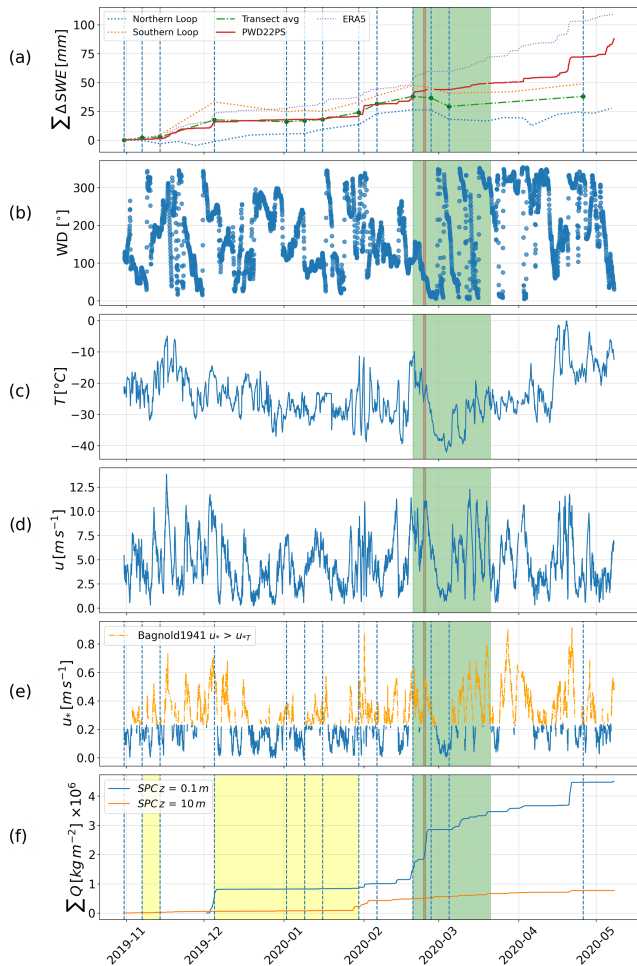 (a)
∑ ΔSWE [mm]
100
75
50
25
0
Northern Loop
Southern Loop
Transect avg
PWD22PS
ERA5
(b)
WD [°]
300
200
100
0
(c)
T [°C]
0
−10
−20
−30
−40
(d)
u [m s⁻¹]
12.5
10.0
7.5
5.0
2.5
0.0
(e)
u* [m s⁻¹]
0.8
0.6
0.4
0.2
0.0
Bagnold1941 u* > u*T
(f)
∑ Q [kg m⁻²] ×10⁶
4
3
2
1
0
SPC z = 0.1 m
SPC z = 10 m
2019-11
2019-12
2020-01
2020-02
2020-03
2020-04
2020-05